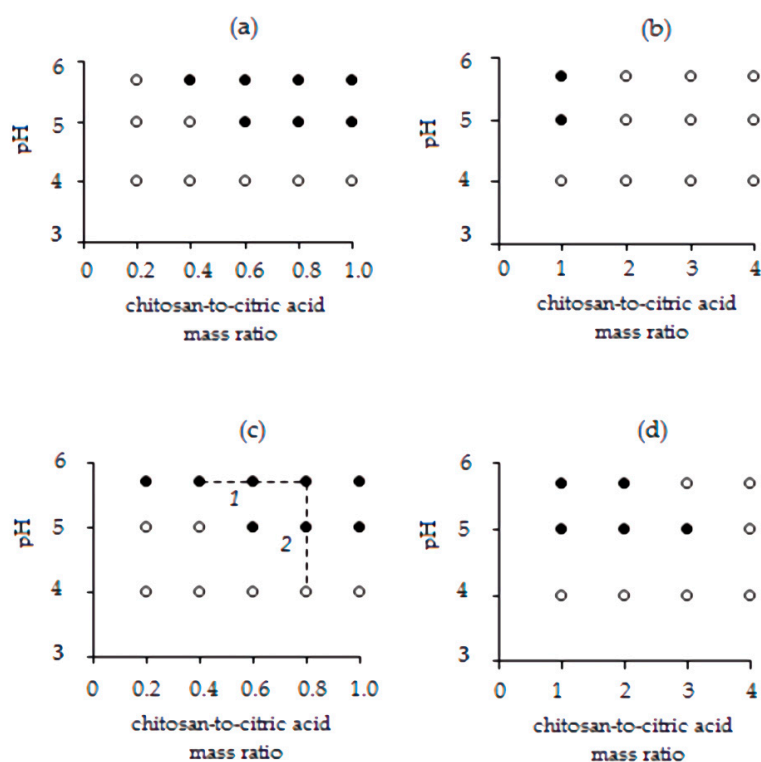 (a)
6
5
4
3
pH
0 0.2 0.4 0.6 0.8 1.0
chitosan-to-citric acid
mass ratio
(b)
6
5
4
3
pH
0 1 2 3 4
chitosan-to-citric acid
mass ratio
(c)
6
5
4
3
pH
1
2
0 0.2 0.4 0.6 0.8 1.0
chitosan-to-citric acid
mass ratio
(d)
6
5
4
3
pH
0 1 2 3 4
chitosan-to-citric acid
mass ratio